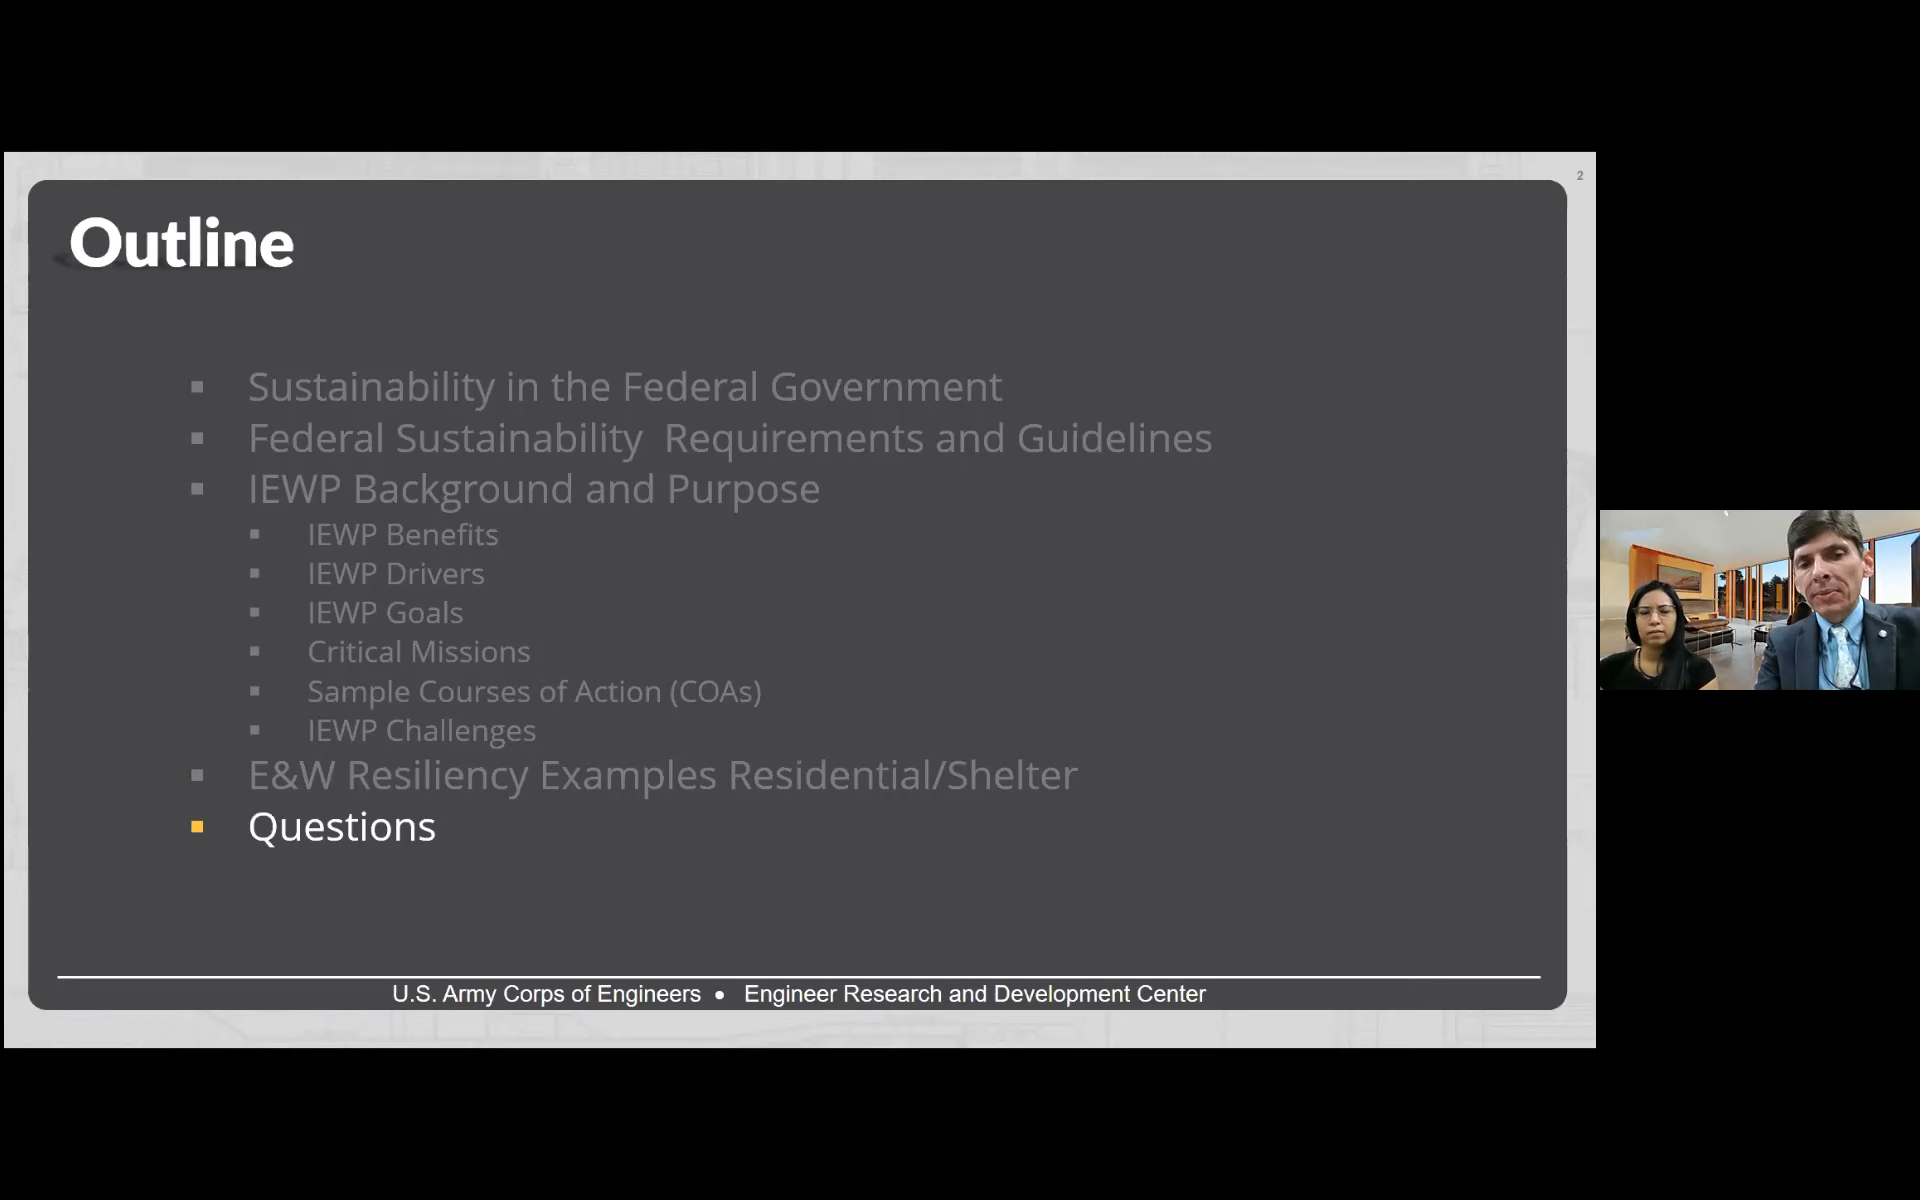 2
Outline
Sustainability in the Federal Government
Federal Sustainability  Requirements and Guidelines
IEWP Background and Purpose
IEWP Benefits
IEWP Drivers
IEWP Goals
Critical Missions
Sample Courses of Action (COAs)
IEWP Challenges
E&W Resiliency Examples Residential/Shelter
Questions
U.S. Army Corps of Engineers • Engineer Research and Development Center